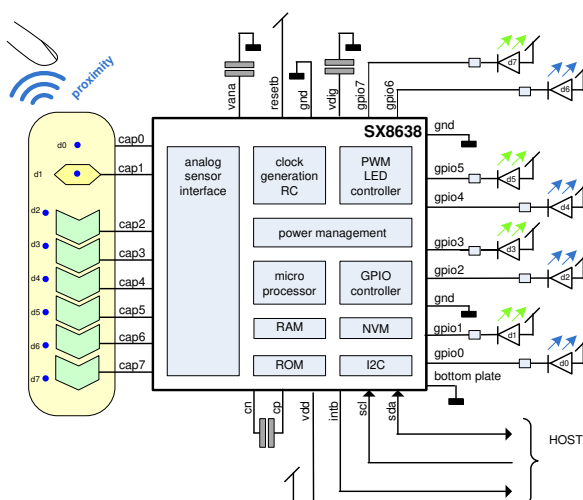 proximity
vana
resetb
gnd
vdig
gpio7
gpio6
d7
d6
SX8638
gnd
d0
cap0
d1
cap1
analog
sensor
interface
clock
generation
RC
PWM
LED
controller
gpio5
d5
gpio4
d4
d2
cap2
power management
gpio3
d3
d3
cap3
gpio2
d2
d4
cap4
micro
processor
GPIO
controller
gnd
d5
cap5
RAM
NVM
gpio1
d1
d6
cap6
ROM
I2C
gpio0
d0
d7
cap7
bottom plate
cn
cp
vdd
intb
scl
sda
HOST